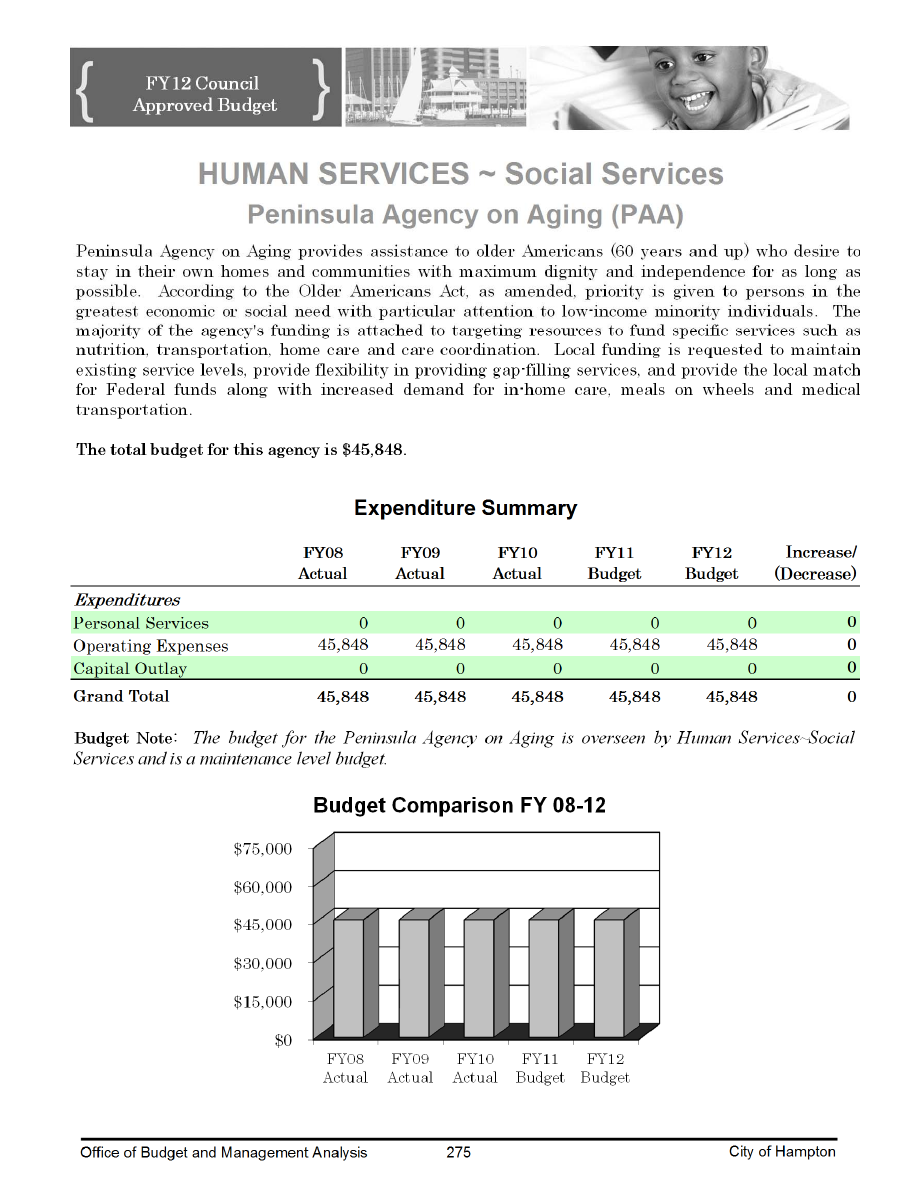 FY12 Council
Approved Budget
HUMAN SERVICES ~ Social Services
Peninsula Agency on Aging (PAA)
Peninsula Agency on Aging provides assistance to older Americans (60 years and up) who desire to
stay in their own homes and communities with maximum dignity and independence for as long as
possible. According to the Older Americans Act, as amended, priority is given to persons in the
greatest economic or social need with particular attention to low-income minority individuals. The
majority of the agency's funding is attached to targeting resources to fund specific services such as
nutrition, transportation, home care and care coordination. Local funding is requested to maintain
existing service levels, provide flexibility in providing gap-filling services, and provide the local match
for Federal funds along with increased demand for in-home care, meals on wheels and medical
transportation.
The total budget for this agency is $45,848.
Expenditure Summary
FY08 FY09 FY10 FY11 FY12 Increase/
Actual Actual Actual Budget Budget (Decrease)
Expenditures
Personal Services 0 0 0 0 0 0
Operating Expenses 45,848 45,848 45,848 45,848 45,848 0
Capital Outlay 0 0 0 0 0 0
Grand Total 45,848 45,848 45,848 45,848 45,848 0
Budget Note: The budget for the Peninsula Agency on Aging is overseen by Human Services~Social
Services and is a maintenance level budget.
Budget Comparison FY 08-12
$75,000
$60,000
$45,000
$30,000
$15,000
$0
FY08 FY09 FY10 FY11 FY12
Actual Actual Actual Budget Budget
Office of Budget and Management Analysis 275 City of Hampton